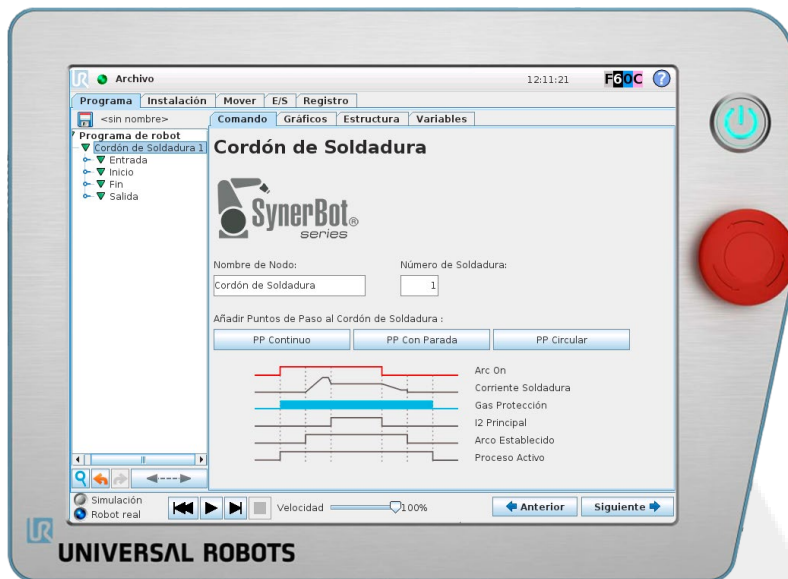 UR
Archivo
12:11:21
F60C
?
Programa
Instalación
Mover
E/S
Registro
<sin nombre>
Comando
Gráficos
Estructura
Variables
Programa de robot
Cordón de Soldadura 1
Entrada
Inicio
Fin
Salida
Cordón de Soldadura
SynerBot®
series
Nombre de Nodo:
Número de Soldadura:
Cordón de Soldadura
1
Añadir Puntos de Paso al Cordón de Soldadura :
PP Continuo
PP Con Parada
PP Circular
Arc On
Corriente Soldadura
Gas Protección
I2 Principal
Arco Establecido
Proceso Activo
Simulación
Robot real
Velocidad
100%
Anterior
Siguiente
UR
UNIVERSAL ROBOTS